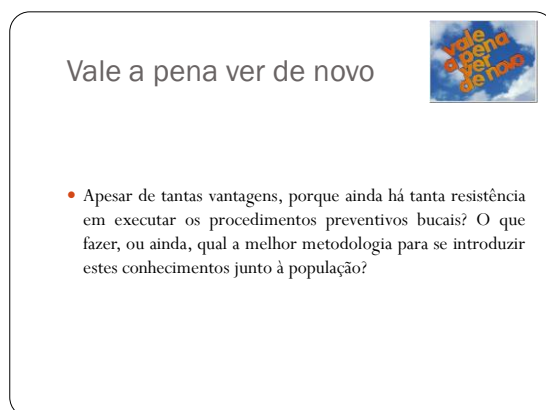 Vale a pena ver de novo
vale
a pena
ver
de novo
Apesar de tantas vantagens, porque ainda há tanta resistência
em executar os procedimentos preventivos bucais? O que
fazer, ou ainda, qual a melhor metodologia para se introduzir
estes conhecimentos junto à população?